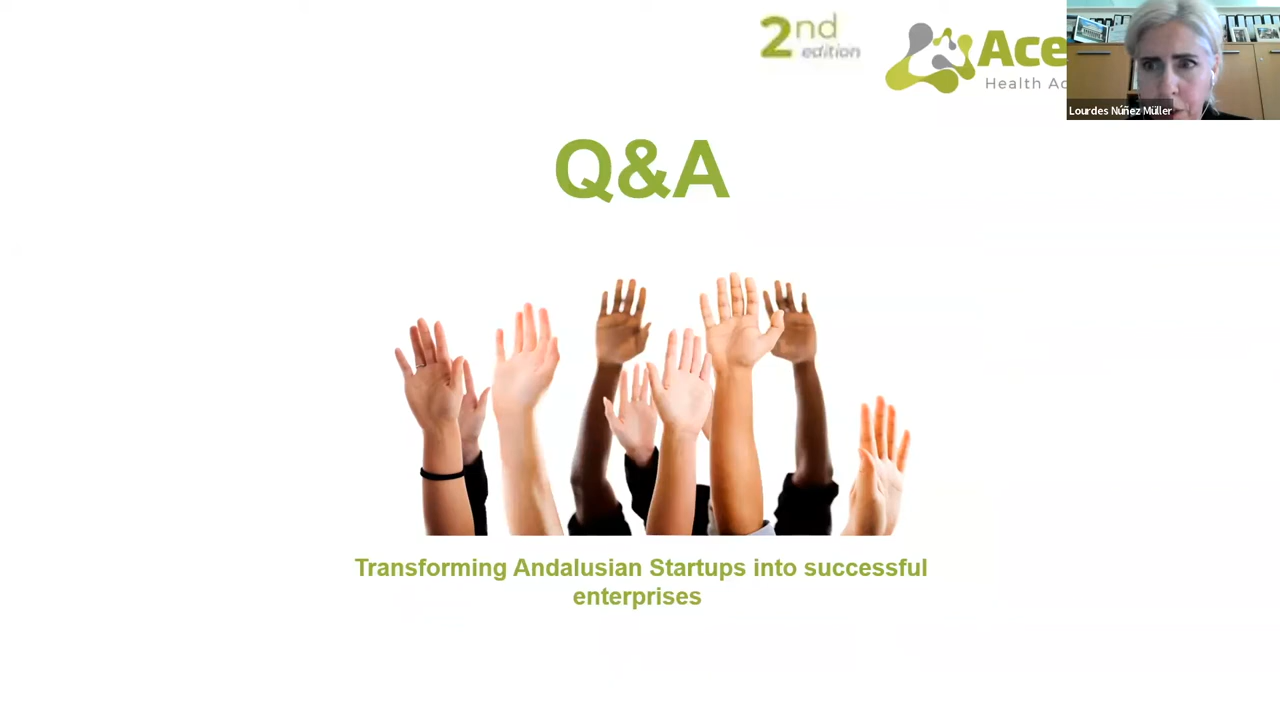 2nd
edition
Ace
Health Ac
Lourdes Núñez Müller
Q&A
Transforming Andalusian Startups into successful
enterprises